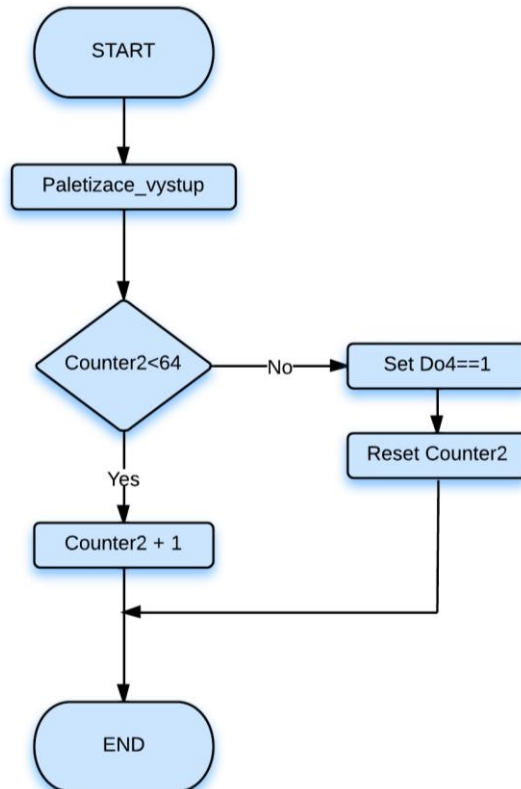 START
Paletizace_vystup
Counter2<64
No
Set Do4==1
Reset Counter2
Yes
Counter2 + 1
END